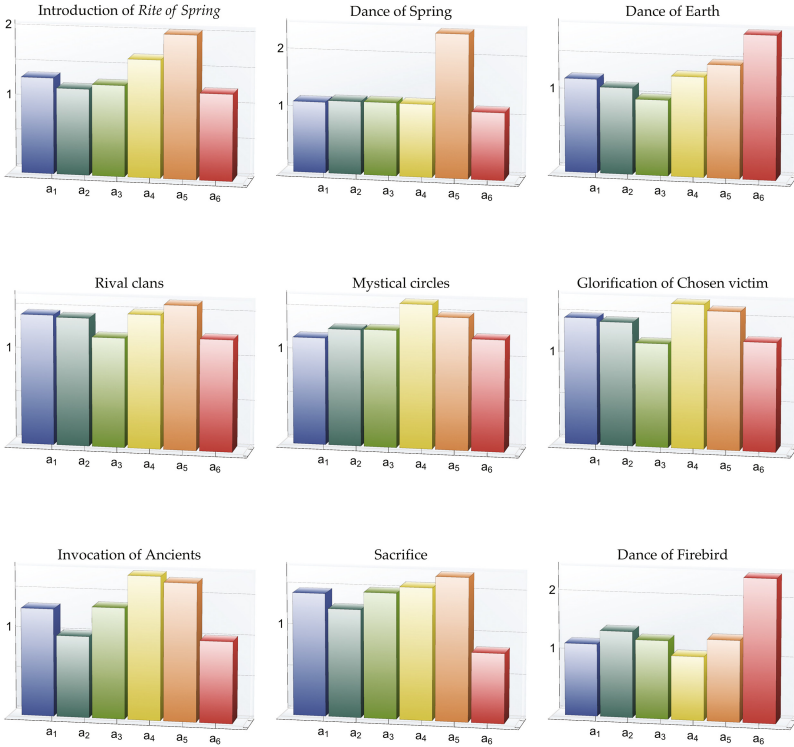 Introduction of Rite of Spring
2
1
a1 a2 a3 a4 a5 a6
Dance of Spring
2
1
a1 a2 a3 a4 a5 a6
Dance of Earth
1
a1 a2 a3 a4 a5 a6
Rival clans
1
a1 a2 a3 a4 a5 a6
Mystical circles
1
a1 a2 a3 a4 a5 a6
Glorification of Chosen victim
1
a1 a2 a3 a4 a5 a6
Invocation of Ancients
1
a1 a2 a3 a4 a5 a6
Sacrifice
1
a1 a2 a3 a4 a5 a6
Dance of Firebird
2
1
a1 a2 a3 a4 a5 a6